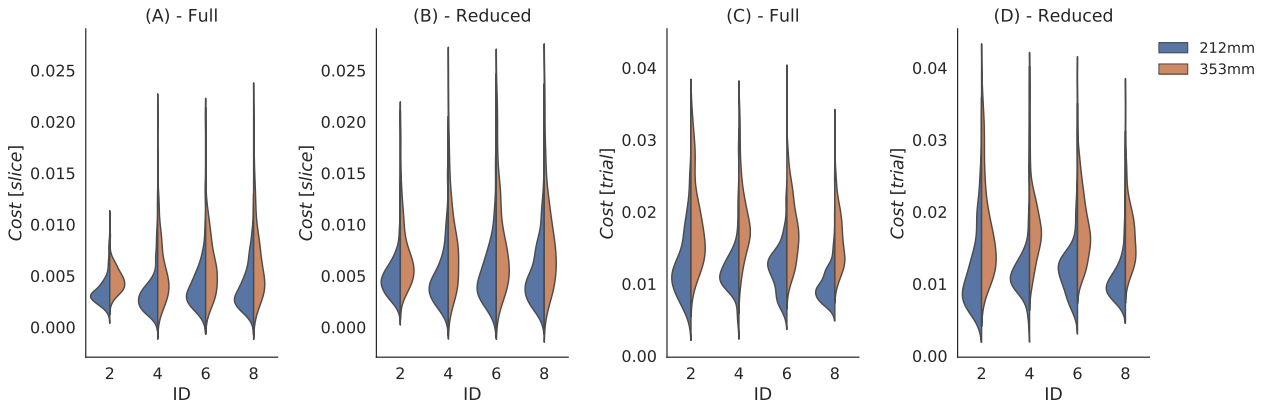 (A) - Full
(B) - Reduced
(C) - Full
(D) - Reduced
212mm
353mm
Cost [slice]
0.025
0.020
0.015
0.010
0.005
0.000
2 4 6 8
ID
Cost [slice]
0.025
0.020
0.015
0.010
0.005
0.000
2 4 6 8
ID
Cost [trial]
0.04
0.03
0.02
0.01
0.00
2 4 6 8
ID
Cost [trial]
0.04
0.03
0.02
0.01
0.00
2 4 6 8
ID